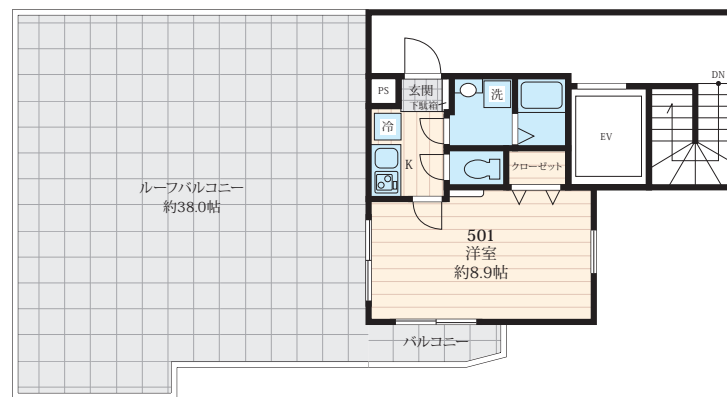 DN
PS
玄関
下駄箱
洗
冷
EV
K
クローゼット
ルーフバルコニー
約38.0帖
501
洋室
約8.9帖
バルコニー